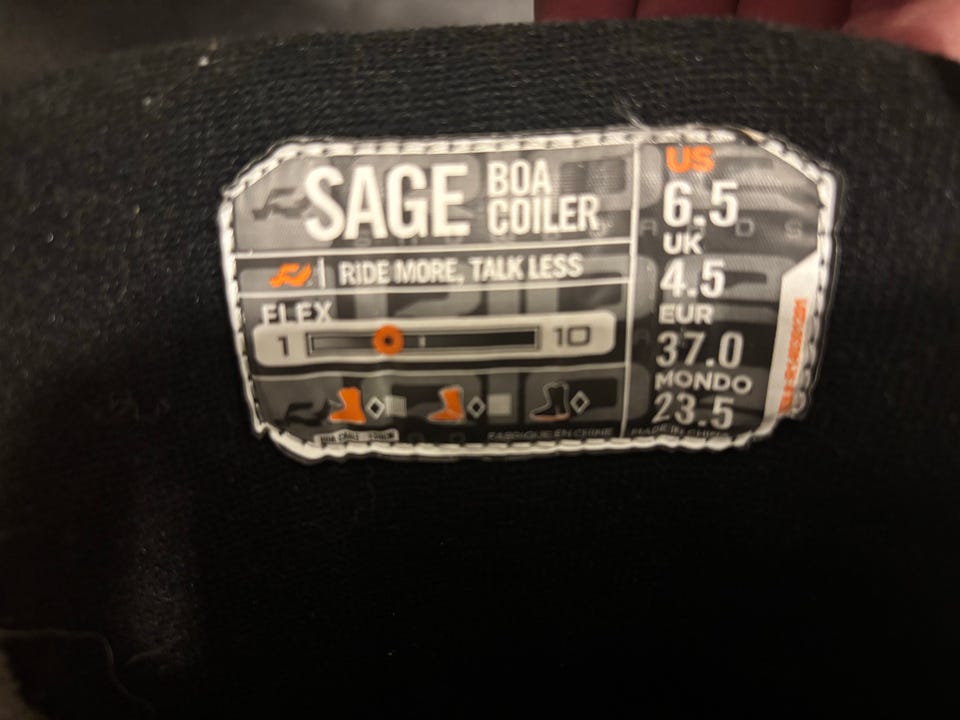 SAGE BOA COILER
RIDE MORE, TALK LESS
FLEX
1 10
FABRIQUE EN CHINE MADE IN CHINA
US
6.5
UK
4.5
EUR
37.0
MONDO
23.5